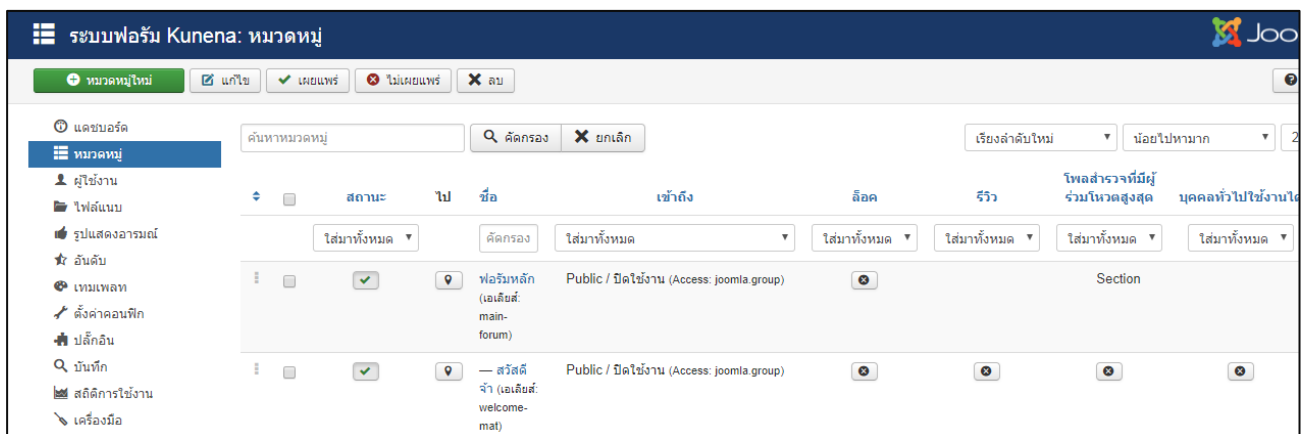 ระบบฟอรัม Kunena: หมวดหมู่
Joo
หมวดหมู่ใหม่ แก้ไข เผยแพร่ ไม่เผยแพร่ ลบ
แดชบอร์ด
หมวดหมู่
ผู้ใช้งาน
ไฟล์แนบ
รูปแสดงอารมณ์
อันดับ
เทมเพลท
ตั้งค่าคอนฟิก
ปลั๊กอิน
บันทึก
สถิติการใช้งาน
เครื่องมือ
ค้นหาหมวดหมู่ คัดกรอง ยกเลิก เรียงลำดับใหม่ น้อยไปหามาก 2
โพลสำรวจที่มีผู้
สถานะ ไป ชื่อ เข้าถึง ล็อค รีวิว ร่วมโหวดสูงสุด บุคคลทั่วไปใช้งานได
ใส่มาทั้งหมด คัดกรอง ใส่มาทั้งหมด ใส่มาทั้งหมด ใส่มาทั้งหมด ใส่มาทั้งหมด ใส่มาทั้งหมด
ฟอรัมหลัก Public / ปิดใช้งาน (Access: joomla.group) Section
(เอเลียส์:
main-
forum)
— สวัสดี Public / ปิดใช้งาน (Access: joomla.group)
จ้า (เอเลียส์:
welcome-
mat)